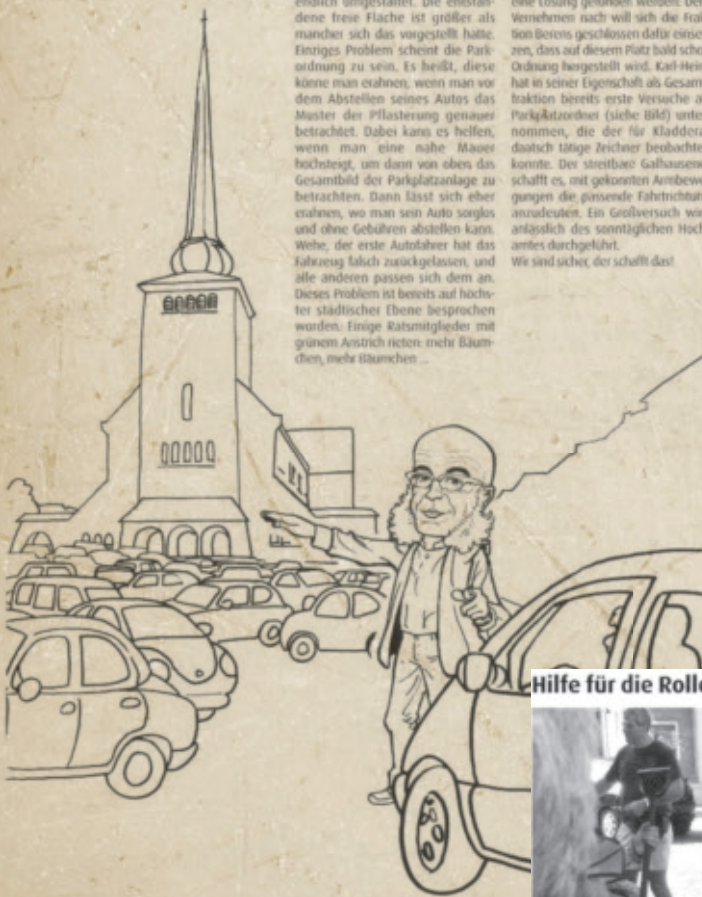 endlich umgestaltet. Die entstan-
dene freie Fläche ist größer als
mancher sich das vorgestellt hatte.
Einziges Problem scheint die Park-
ordnung zu sein. Es heißt, diese
könne man erahnen, wenn man vor
dem Abstellen seines Autos das
Muster der Pflasterung genauer
betrachtet. Dabei kann es helfen,
wenn man eine nahe Mauer
hochsteigt, um dann von oben das
Gesamtbild der Parkplatzanlage zu
betrachten. Dann lässt sich eher
erahnen, wo man sein Auto sorglos
und ohne Gebühren abstellen kann.
Wehe, der erste Autofahrer hat das
Fahrzeug falsch zurückgelassen, und
alle anderen passen sich dem an.
Dieses Problem ist bereits auf höchs-
ter städtischer Ebene besprochen
worden. Einige Ratsmitglieder mit
grünem Anstrich rieten: mehr Bäum-
chen, mehr Bäumchen ...
eine Lösung gefunden werden. Dem
Vernehmen nach will sich die Frak
tion Berens geschlossen dafür einset
zen, dass auf diesem Platz bald scho
Ordnung hergestellt wird. Karl-Hein
hat in seiner Eigenschaft als Gesamt
fraktion bereits erste Versuche a
Parkplatzordner (siehe Bild) unter
nommen, die der für Kladdera
daatsch tätige Zeichner beobachte
konnte. Der streitbare Galhausene
schafft es, mit gekonnten Armbewe
gungen die passende Fahrtrichtun
anzudeuten. Ein Großversuch wir
anlässlich des sonntäglichen Hoch
amtes durchgeführt.
Wir sind sicher, der schafft das!
Hilfe für die Rolle